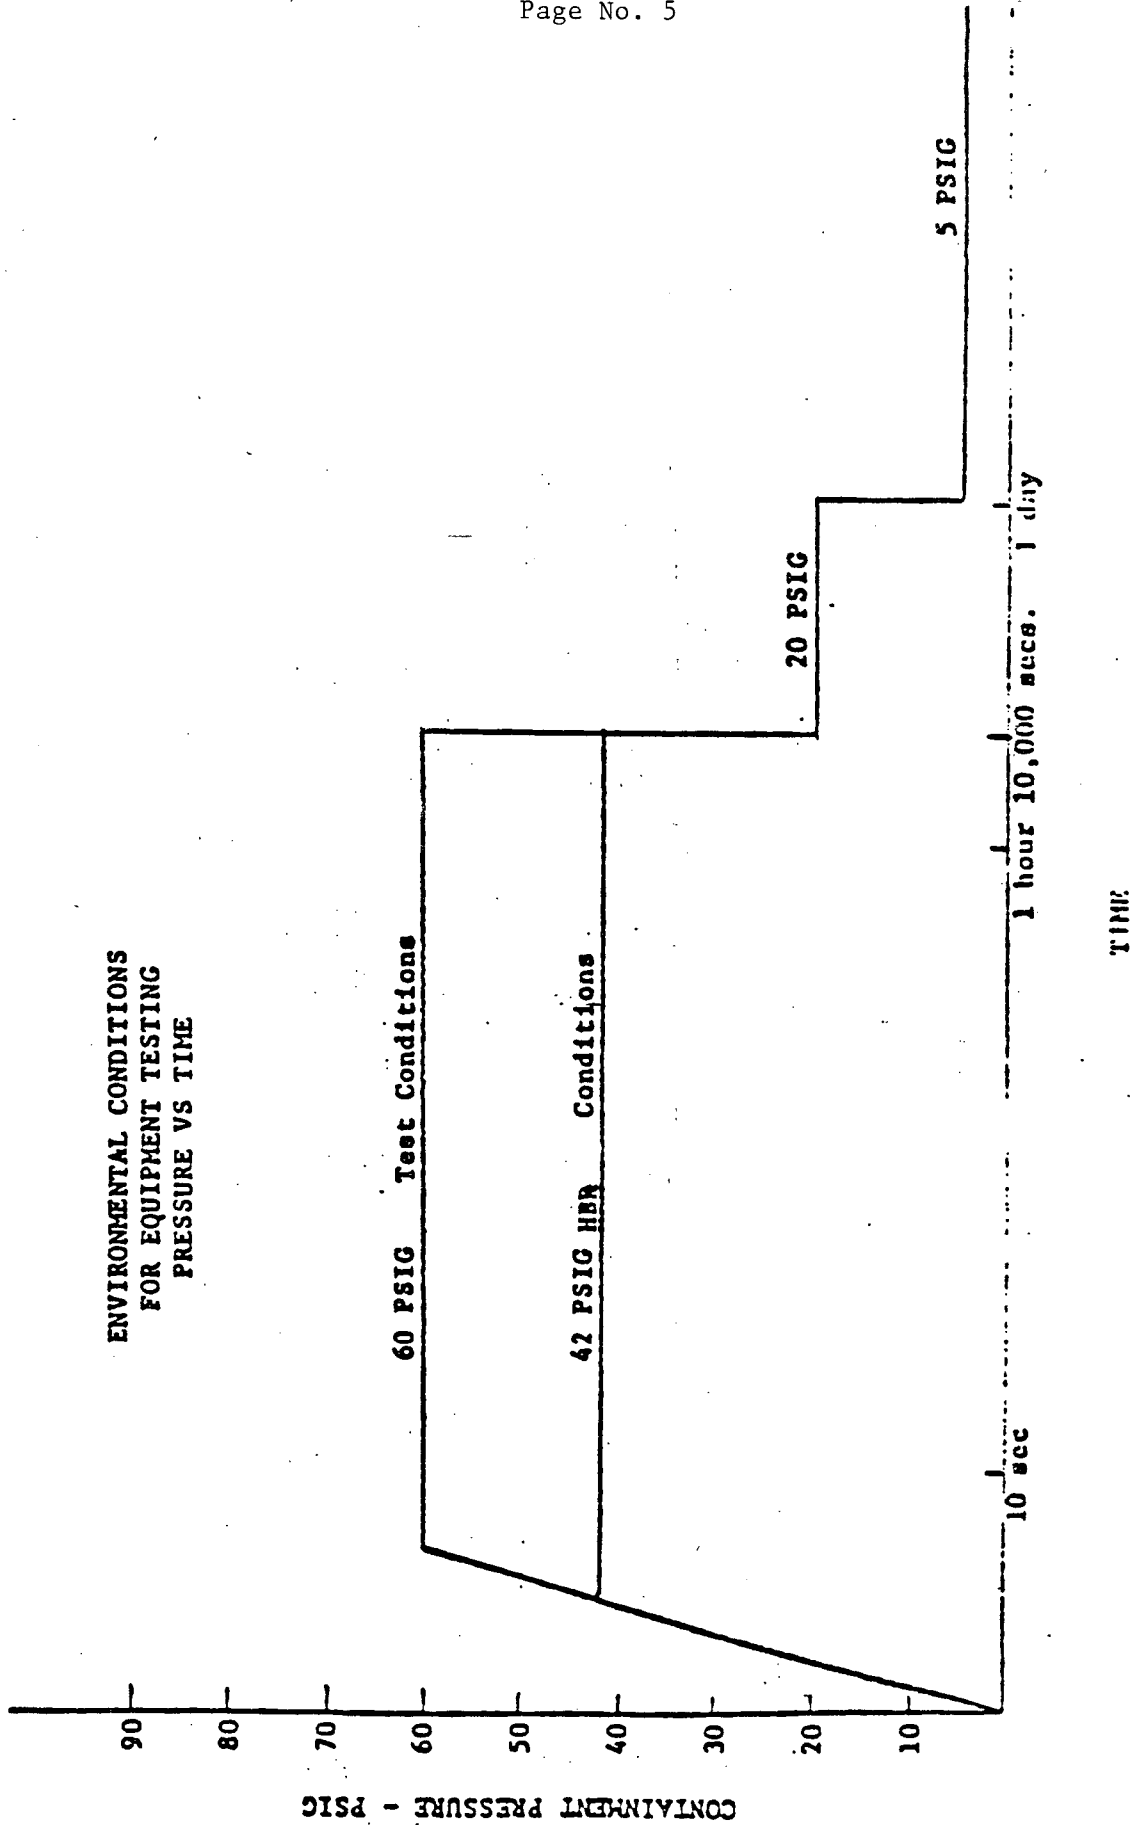 Page No. 5
ENVIRONMENTAL CONDITIONS
FOR EQUIPMENT TESTING
PRESSURE VS TIME
CONTAINMENT PRESSURE - PSIG
90
80
70
60
50
40
30
20
10
60 PSIG Test Conditions
42 PSIG HBR Conditions
20 PSIG
5 PSIG
10 sec
1 hour
10,000 secs.
1 day
TIME